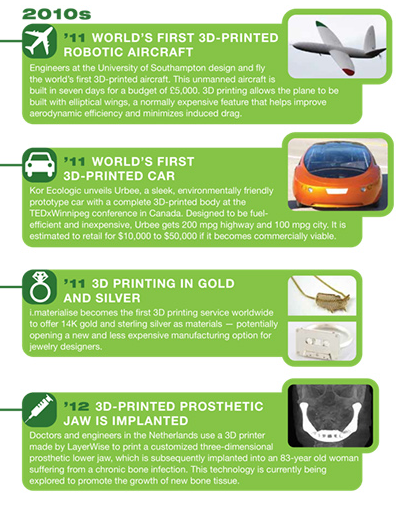 2010s
'11 WORLD'S FIRST 3D-PRINTED
ROBOTIC AIRCRAFT
Engineers at the University of Southampton design and fly
the world's first 3D-printed aircraft. This unmanned aircraft is
built in seven days for a budget of £5,000. 3D printing allows the plane to be
built with elliptical wings, a normally expensive feature that helps improve
aerodynamic efficiency and minimizes induced drag.
'11 WORLD'S FIRST
3D-PRINTED CAR
Kor Ecologic unveils Urbee, a sleek, environmentally friendly
prototype car with a complete 3D-printed body at the
TEDxWinnipeg conference in Canada. Designed to be fuel-
efficient and inexpensive, Urbee gets 200 mpg highway and 100 mpg city. It is
estimated to retail for $10,000 to $50,000 if it becomes commercially viable.
'11 3D PRINTING IN GOLD
AND SILVER
i.materialise becomes the first 3D printing service worldwide
to offer 14K gold and sterling silver as materials — potentially
opening a new and less expensive manufacturing option for
jewelry designers.
'12 3D-PRINTED PROSTHETIC
JAW IS IMPLANTED
Doctors and engineers in the Netherlands use a 3D printer
made by LayerWise to print a customized three-dimensional
prosthetic lower jaw, which is subsequently implanted into an 83-year old woman
suffering from a chronic bone infection. This technology is currently being
explored to promote the growth of new bone tissue.